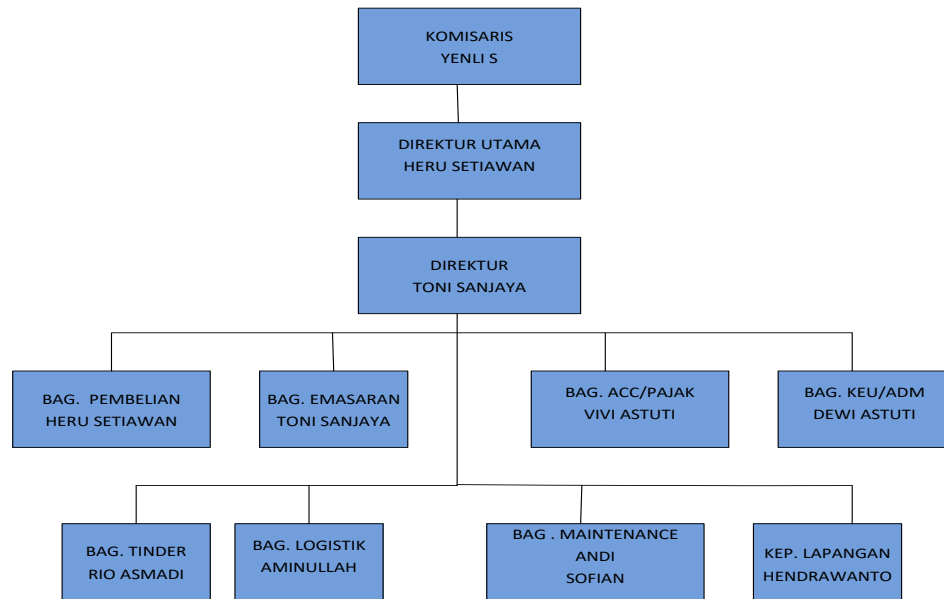 KOMISARIS
YENLI S
DIREKTUR UTAMA
HERU SETIAWAN
DIREKTUR
TONI SANJAYA
BAG.  PEMBELIAN
HERU SETIAWAN
BAG. EMASARAN
TONI SANJAYA
BAG. ACC/PAJAK
VIVI ASTUTI
BAG. KEU/ADM
DEWI ASTUTI
BAG. TINDER
RIO ASMADI
BAG. LOGISTIK
AMINULLAH
BAG . MAINTENANCE
ANDI
SOFIAN
KEP. LAPANGAN
HENDRAWANTO